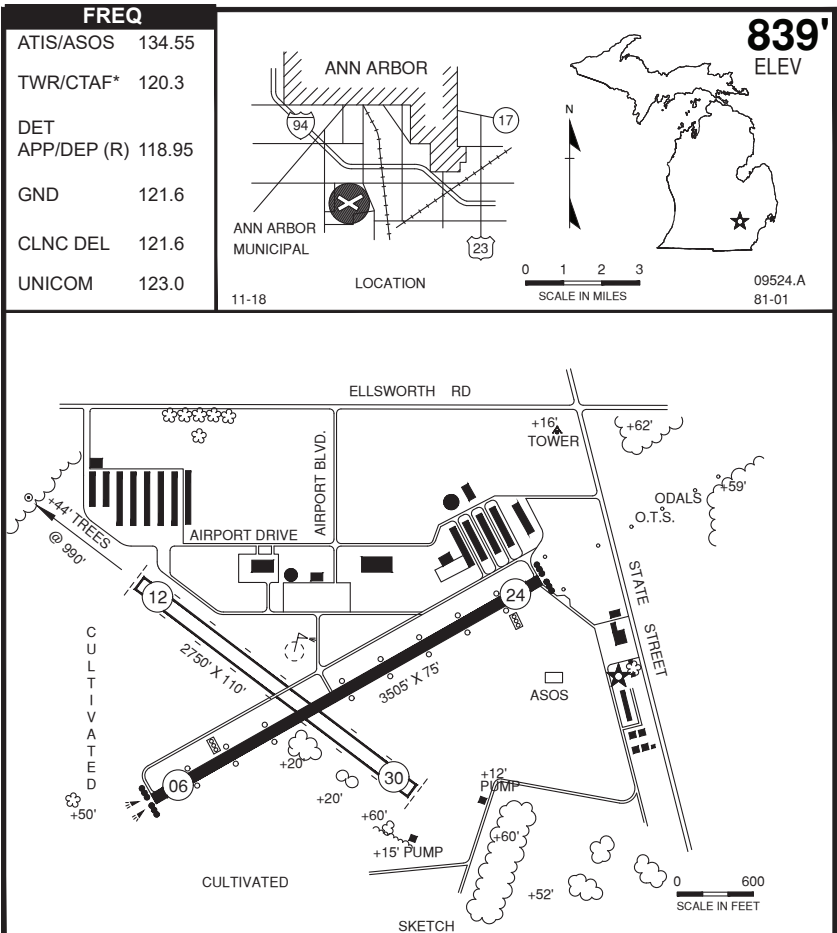 FREQ
ATIS/ASOS 134.55
TWR/CTAF* 120.3
DET
APP/DEP (R) 118.95
GND 121.6
CLNC DEL 121.6
UNICOM 123.0
ANN ARBOR
94
17
ANN ARBOR
MUNICIPAL
23
LOCATION
11-18
N
0 1 2 3
SCALE IN MILES
839'
ELEV
09524.A
81-01
ELLSWORTH RD
+16'
TOWER
+62'
+59'
ODALS
O.T.S.
AIRPORT BLVD.
AIRPORT DRIVE
+44' TREES
@ 990'
STATE STREET
12
24
2750' X 110'
3505' X 75'
CULTIVATED
ASOS
06
30
+20'
+20'
+12'
PUMP
+50'
+60'
+60'
+15' PUMP
CULTIVATED
+52'
0 600
SCALE IN FEET
SKETCH